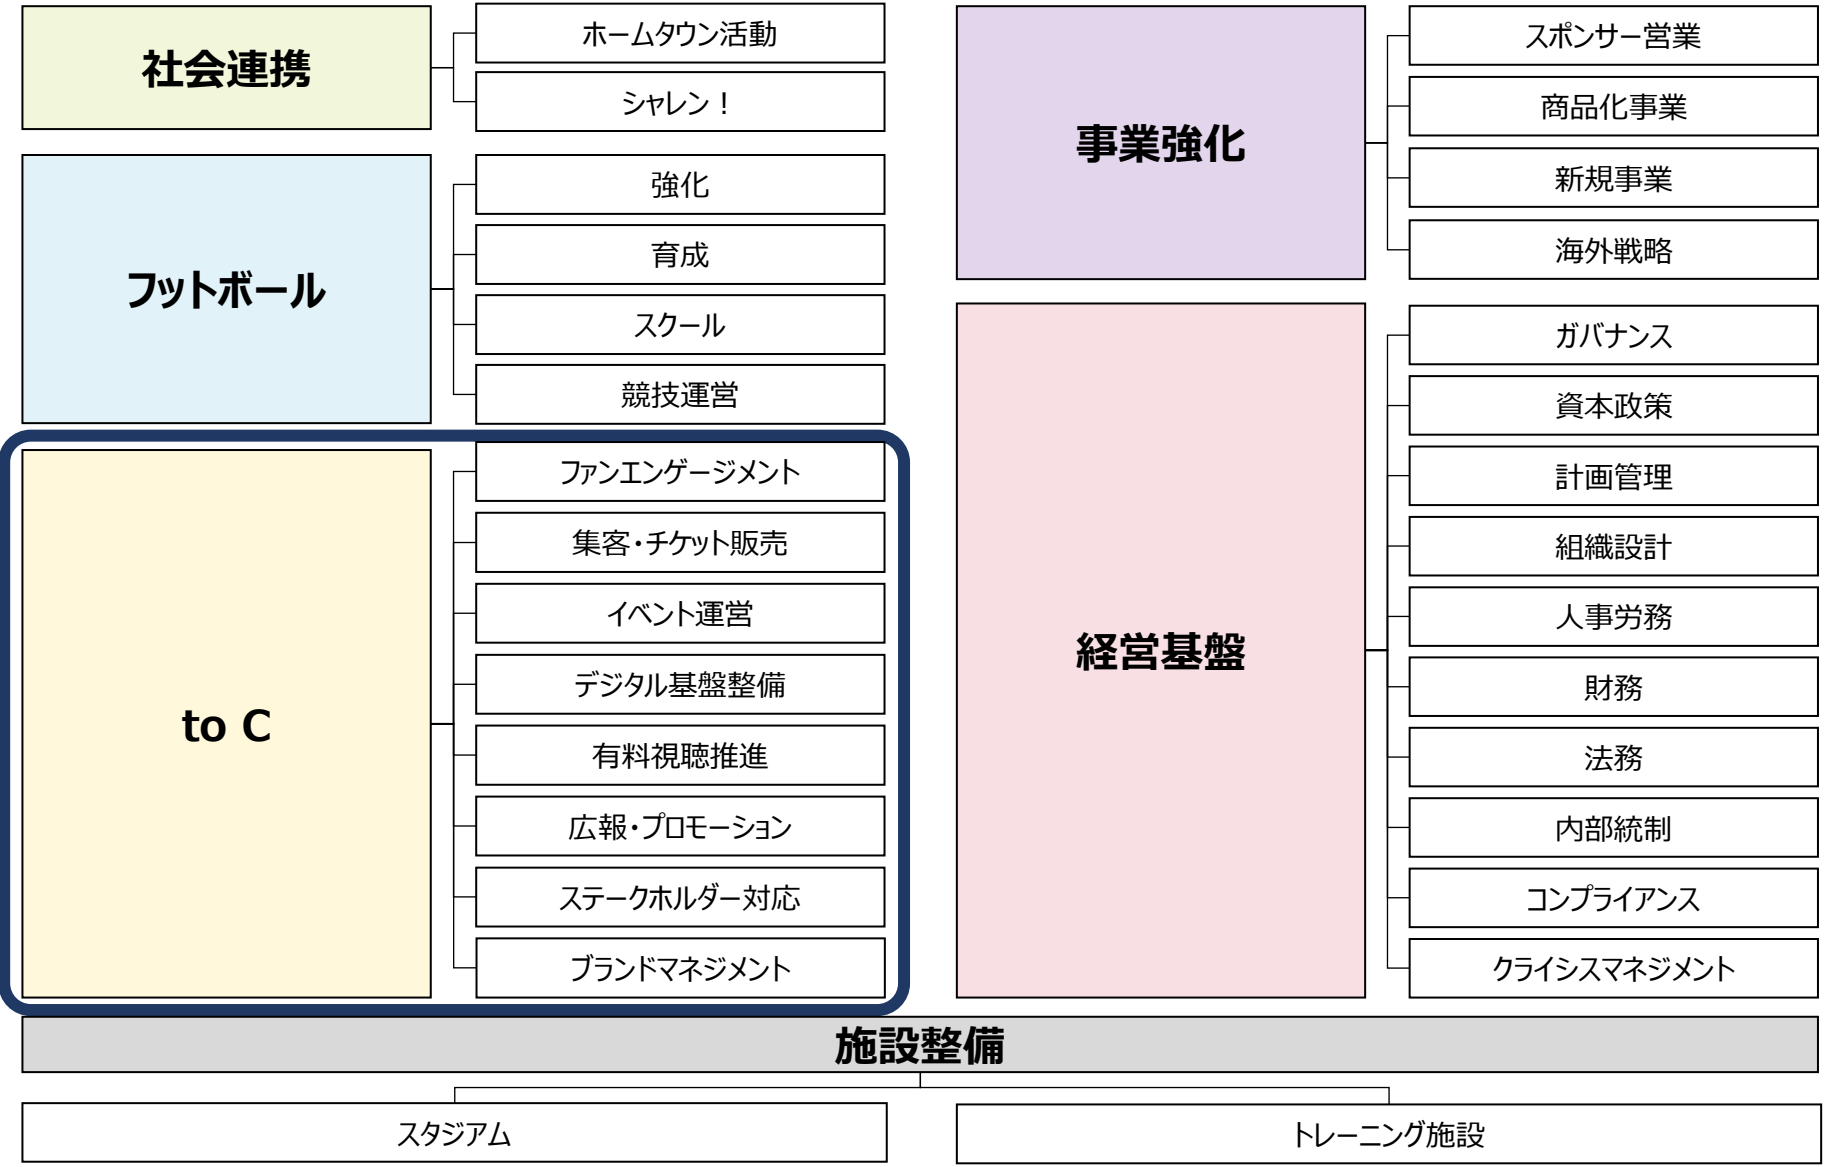 社会連携
ホームタウン活動
シャレン！
フットボール
強化
育成
スクール
競技運営
to C
ファンエンゲージメント
集客・チケット販売
イベント運営
デジタル基盤整備
有料視聴推進
広報・プロモーション
ステークホルダー対応
ブランドマネジメント
事業強化
スポンサー営業
商品化事業
新規事業
海外戦略
経営基盤
ガバナンス
資本政策
計画管理
組織設計
人事労務
財務
法務
内部統制
コンプライアンス
クライシスマネジメント
施設整備
スタジアム
トレーニング施設